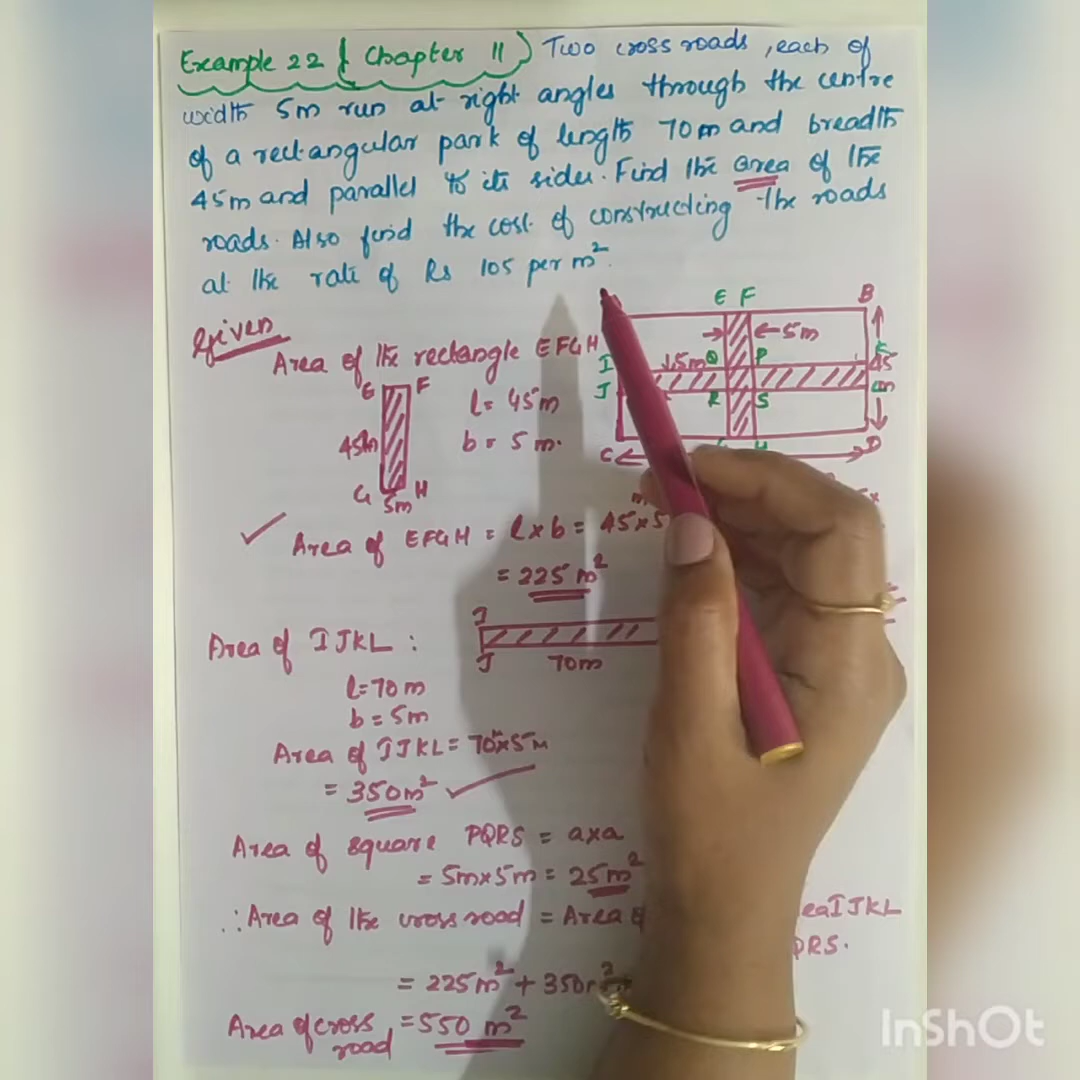 Example 22 { Chapter 11 } Two cross roads, each of
width 5m run at right angles through the centre
of a rectangular park of length 70m and breadth
45m and parallel to its sides. Find the area of the
roads. Also find the cost of constructing the roads
at the rate of Rs 105 per m².
Given
Area of the rectangle EFGH
E F
45m
G 5m H
l = 45m
b = 5m.
E F B
5m
I 5m Q P
J R S
45
m
C D
Area of EFGH = l x b = 45x5
= 225 m²
Area of IJKL :
I
J 70m
l=70m
b=5m
Area of IJKL = 70m x 5m
= 350m²
Area of square PQRS = axa
= 5mx5m = 25m²
∴ Area of the cross road = Area IJKL
= 225m² + 350m²
Area of cross road = 550 m²
InShOt